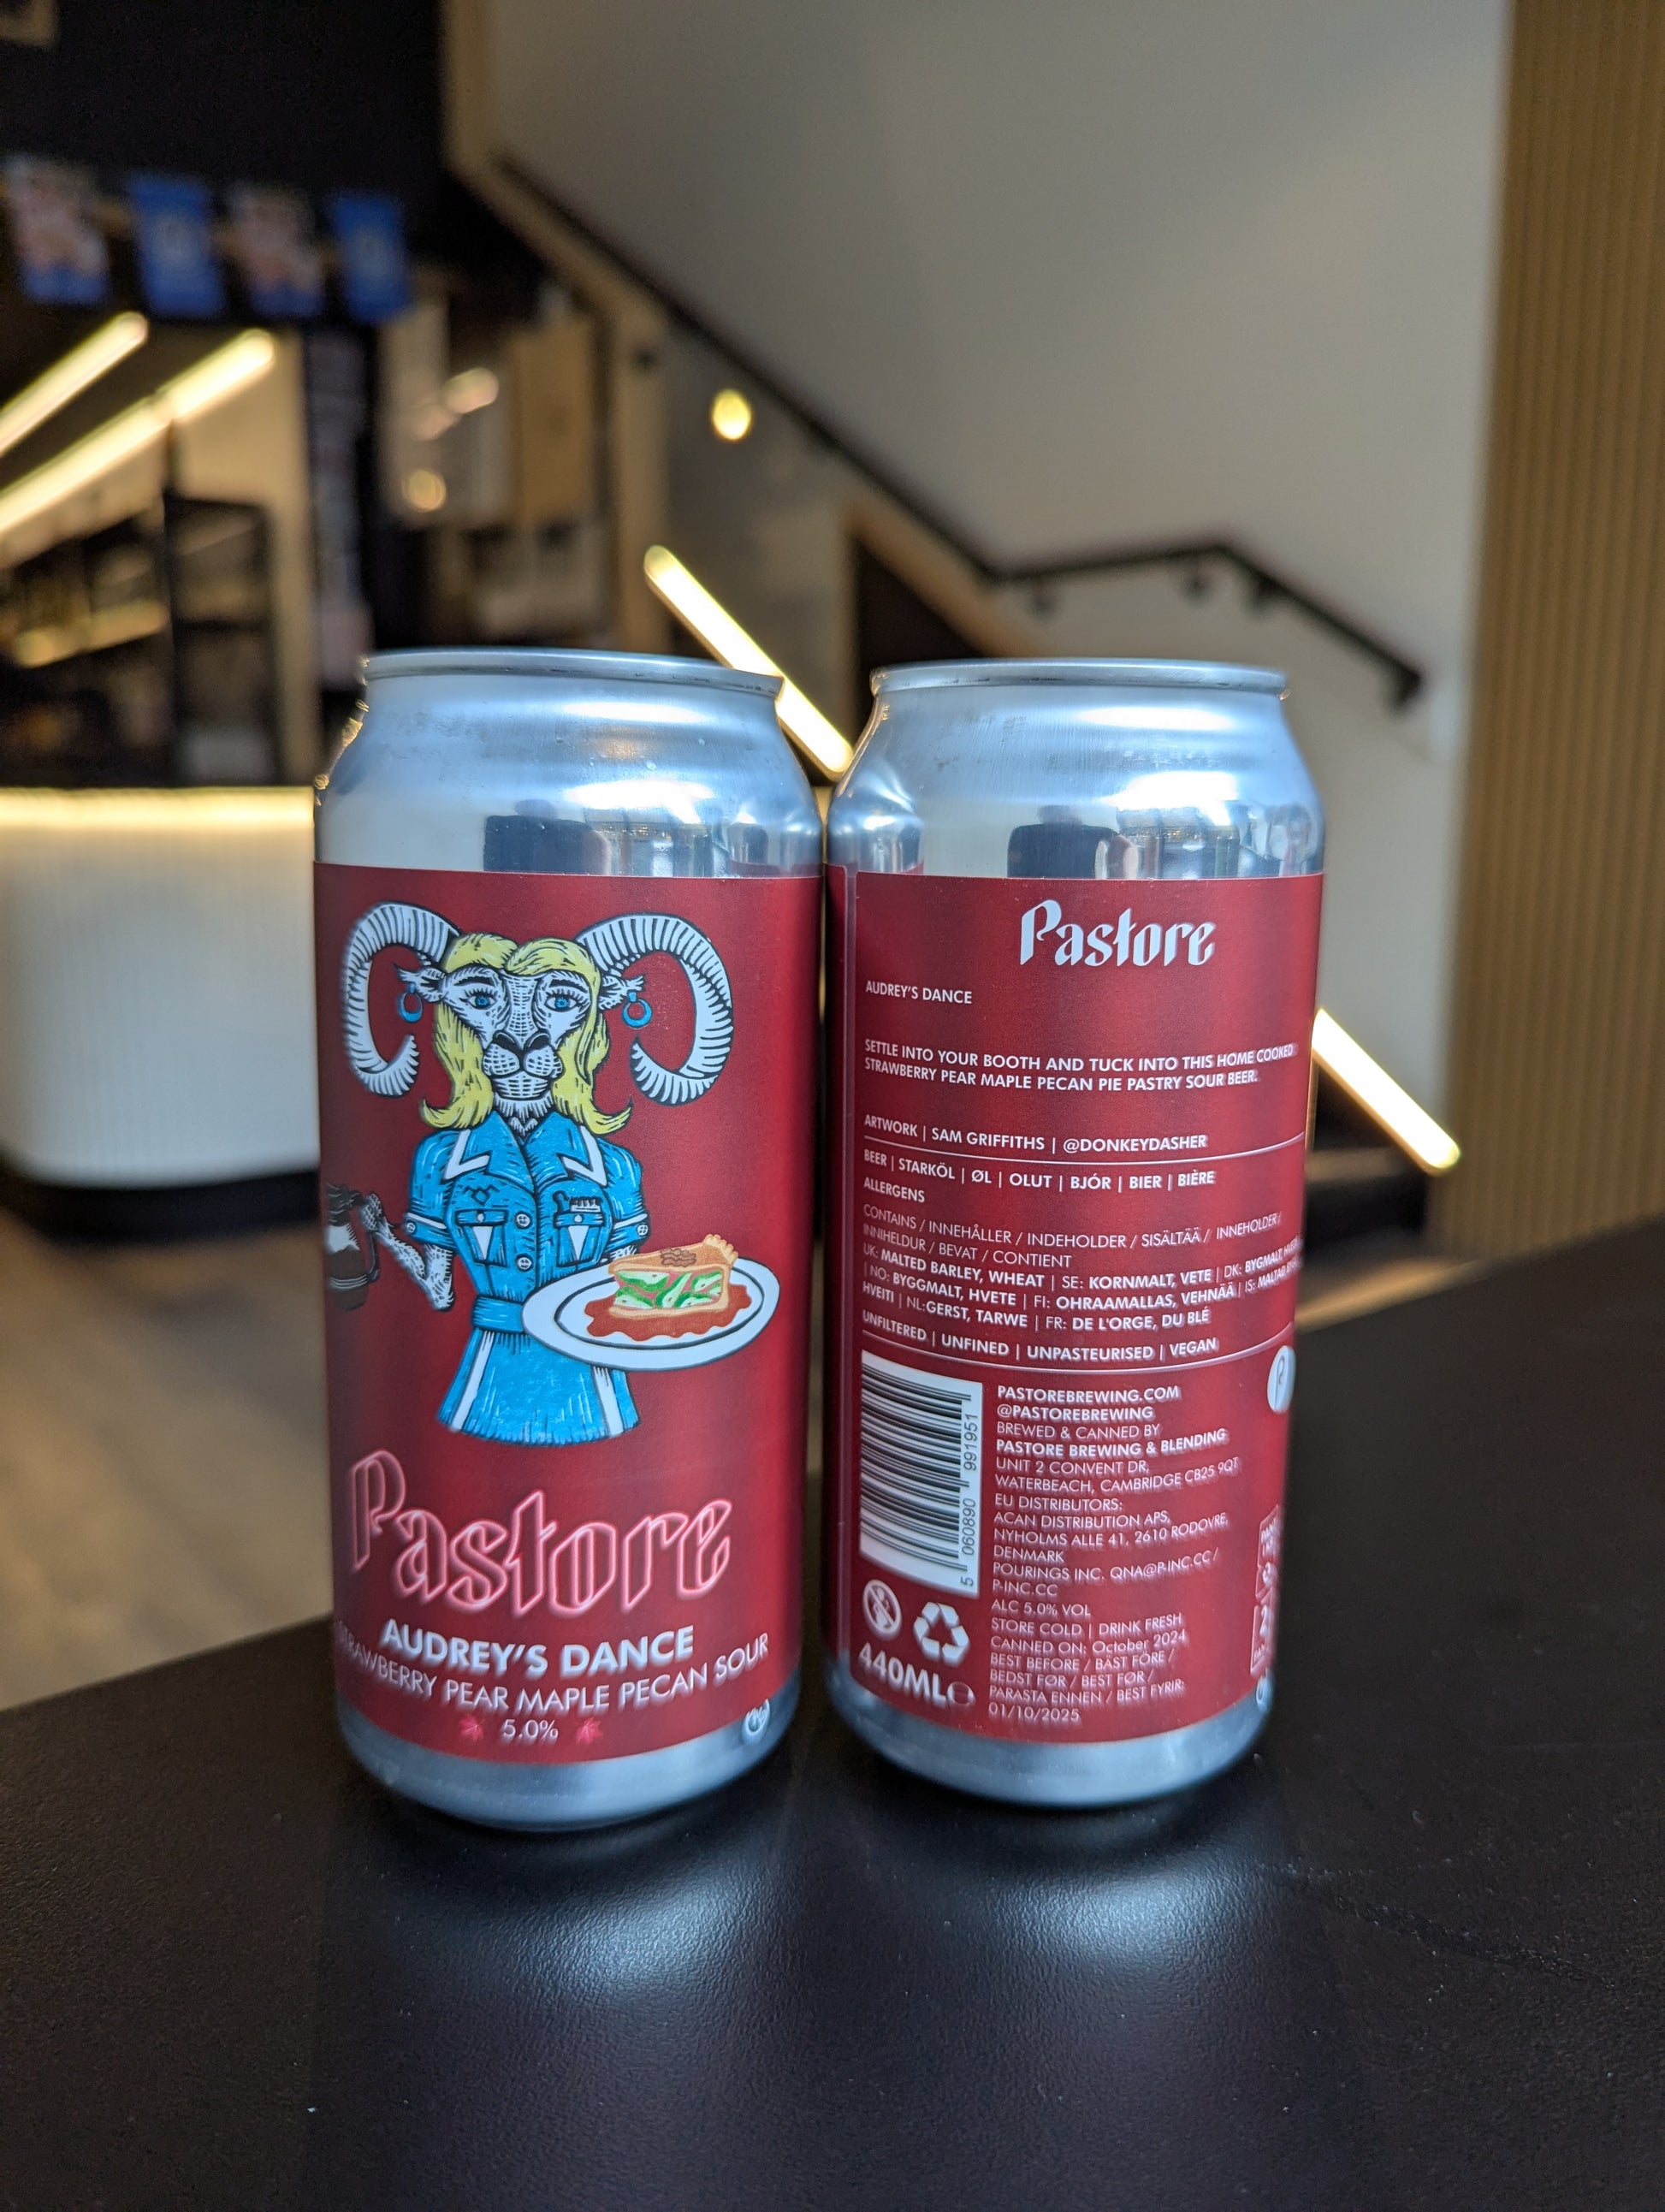 Pastore
AUDREY'S DANCE
STRAWBERRY PEAR MAPLE PECAN SOUR
5.0%
Pastore
AUDREY'S DANCE
SETTLE INTO YOUR BOOTH AND TUCK INTO THIS HOME COOKED
STRAWBERRY PEAR MAPLE PECAN PIE PASTRY SOUR BEER.
ARTWORK | SAM GRIFFITHS | @DONKEYDASHER
BEER | STARKÖL | ØL | OLUT | BJÓR | BIER | BIÈRE
ALLERGENS
CONTAINS / INNEHÅLLER / INDEHOLDER / SISÄLTÄÄ / INNEHOLDER /
INNIHELDUR / BEVAT / CONTIENT
UK: MALTED BARLEY, WHEAT | SE: KORNMALT, VETE | DK: BYGMALT,
| NO: BYGGMALT, HVETE | FI: OHRAAMALLAS, VEHNÄÄ | IS: MALTAÐ
HVEITI | NL:GERST, TARWE | FR: DE L'ORGE, DU BLÉ
UNFILTERED | UNFINED | UNPASTEURISED | VEGAN
PASTOREBREWING.COM
@PASTOREBREWING
BREWED & CANNED BY
PASTORE BREWING & BLENDING
UNIT 2 CONVENT DR,
WATERBEACH, CAMBRIDGE CB25 9QT
EU DISTRIBUTORS:
ACAN DISTRIBUTION APS,
NYHOLMS ALLE 41, 2610 RODOVRE,
DENMARK
POURINGS INC. QNA@P-INC.CC /
P-INC.CC
ALC 5.0% VOL
STORE COLD | DRINK FRESH
CANNED ON: October 2024
BEST BEFORE / BÄST FÖRE /
BEDST FØR / BEST FØR /
PARASTA ENNEN / BEST FYRIR:
01/10/2025
5 060890 991951
440ML℮